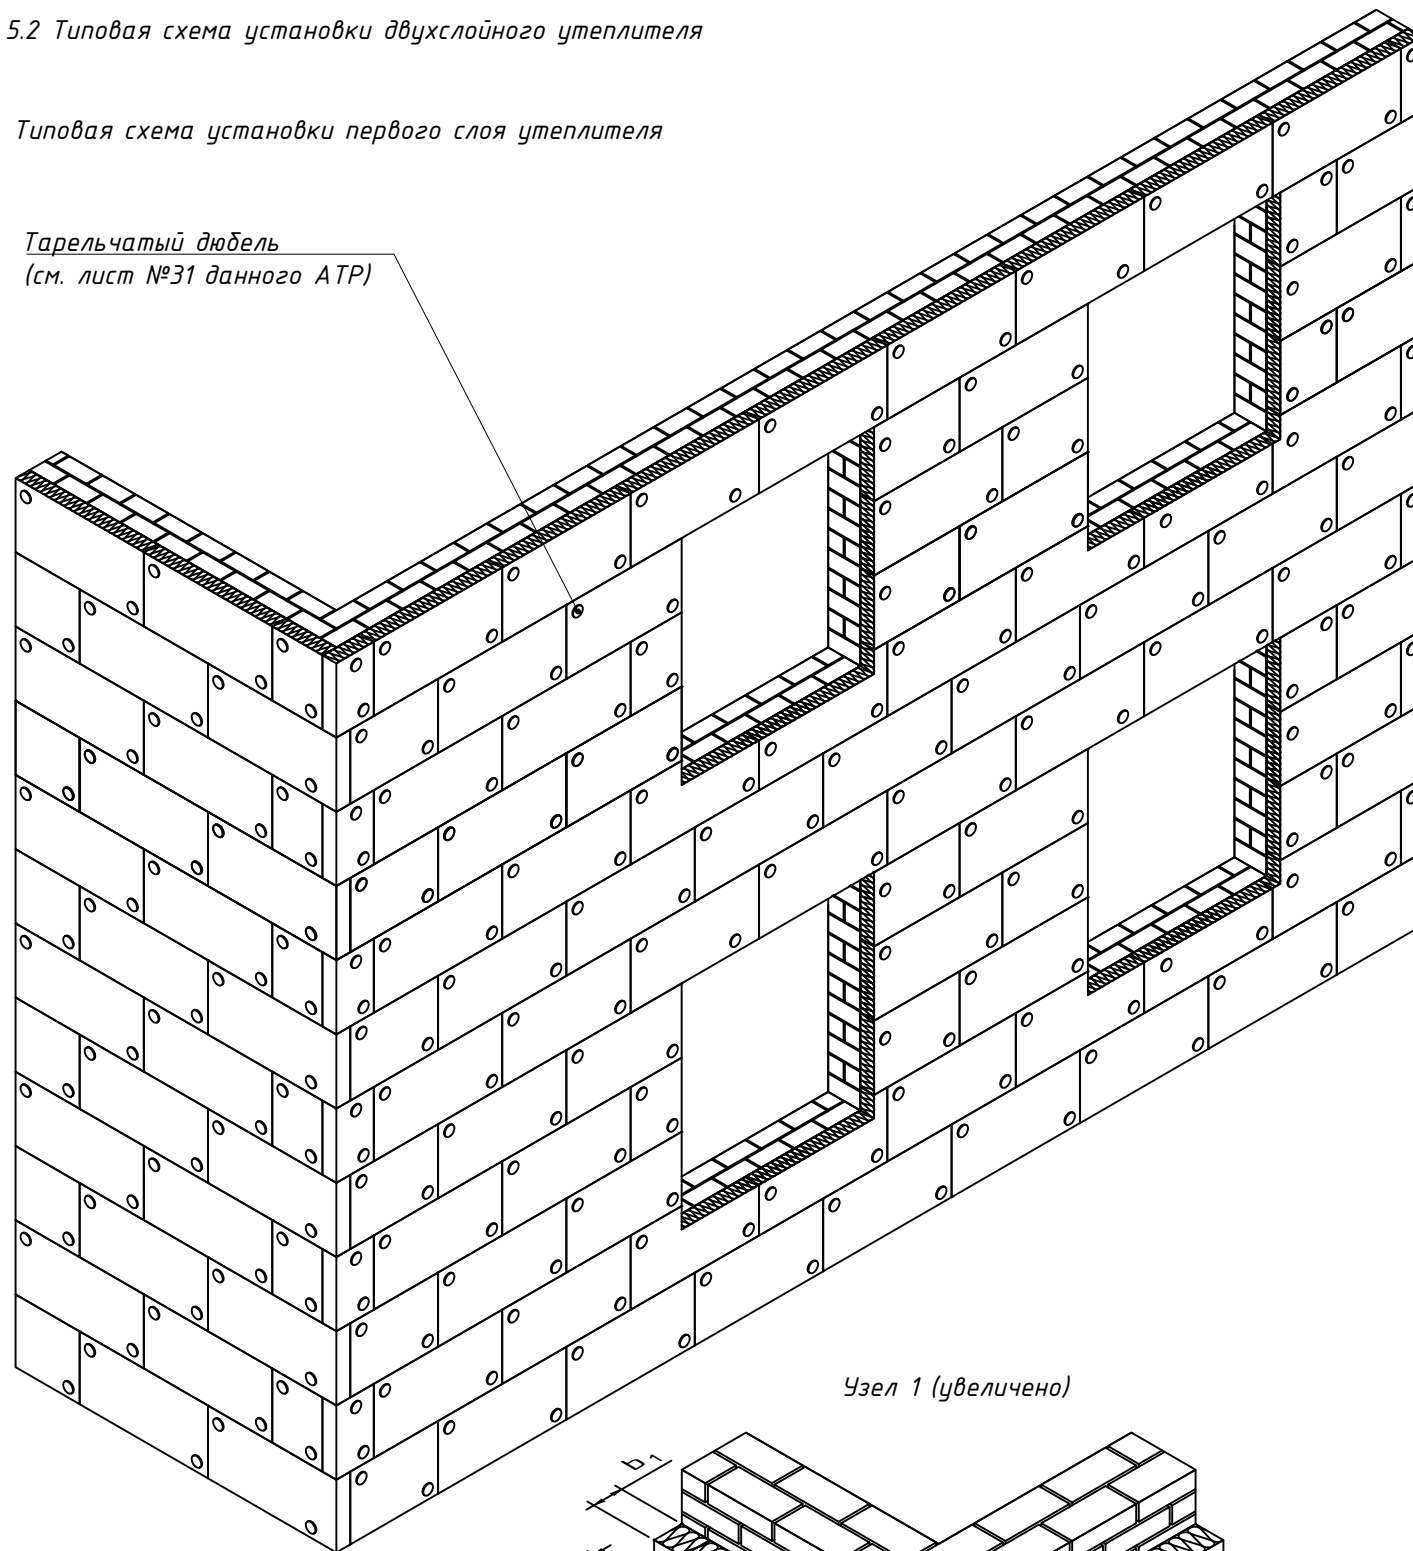 5.2 Типовая схема установки двухслойного утеплителя
Типовая схема установки первого слоя утеплителя
Тарельчатый дюбель
(см. лист №31 данного АТР)
Узел 1 (увеличено)
b1